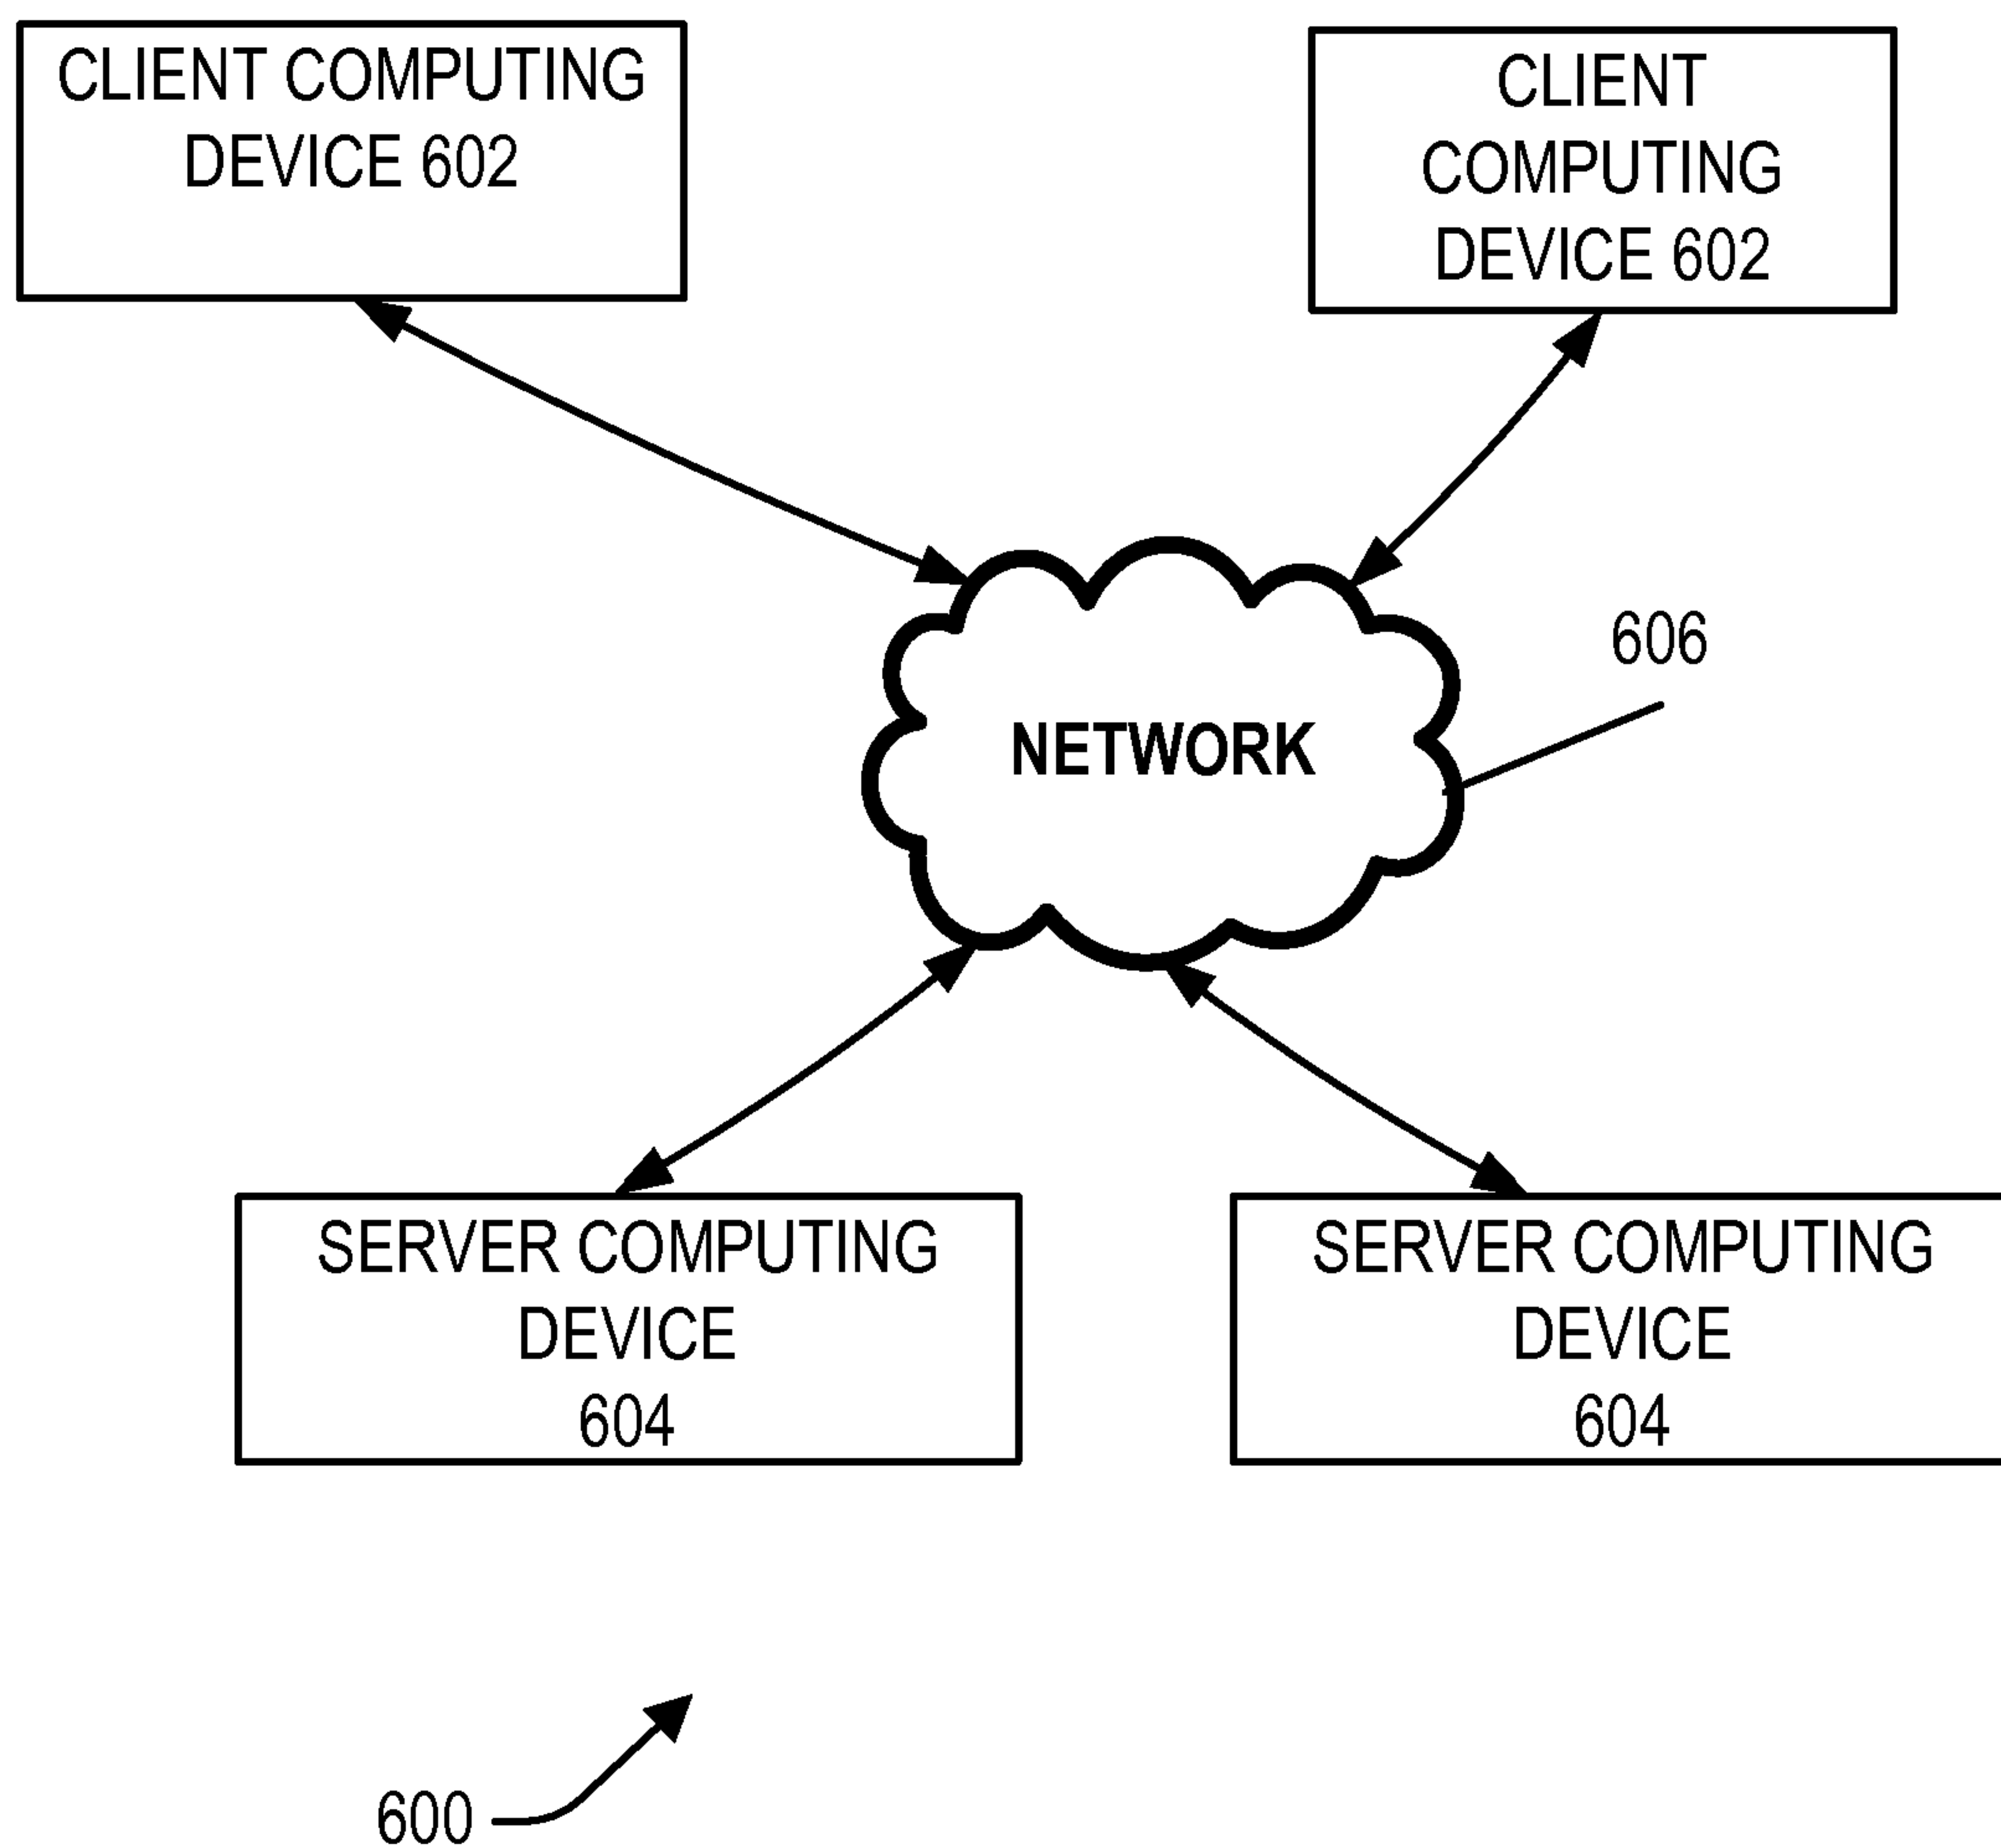 CLIENT COMPUTING
DEVICE 602
CLIENT
COMPUTING
DEVICE 602
606
NETWORK
SERVER COMPUTING
DEVICE
604
SERVER COMPUTING
DEVICE
604
600